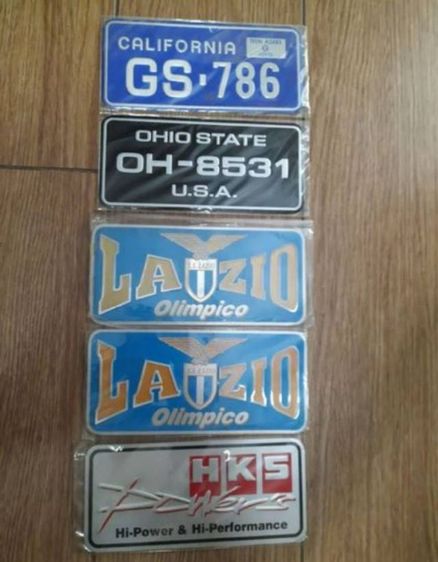 CALIFORNIA
GS·786
OHIO STATE
OH-8531
U.S.A.
LAZIO
Olimpico
LAZIO
Olimpico
HKS
power
Hi-Power & Hi-Performance